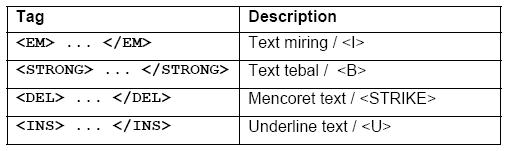 Tag Description
<EM> ... </EM> Text miring / <I>
<STRONG> ... </STRONG> Text tebal / <B>
<DEL> ... </DEL> Mencoret text / <STRIKE>
<INS> ... </INS> Underline text / <U>